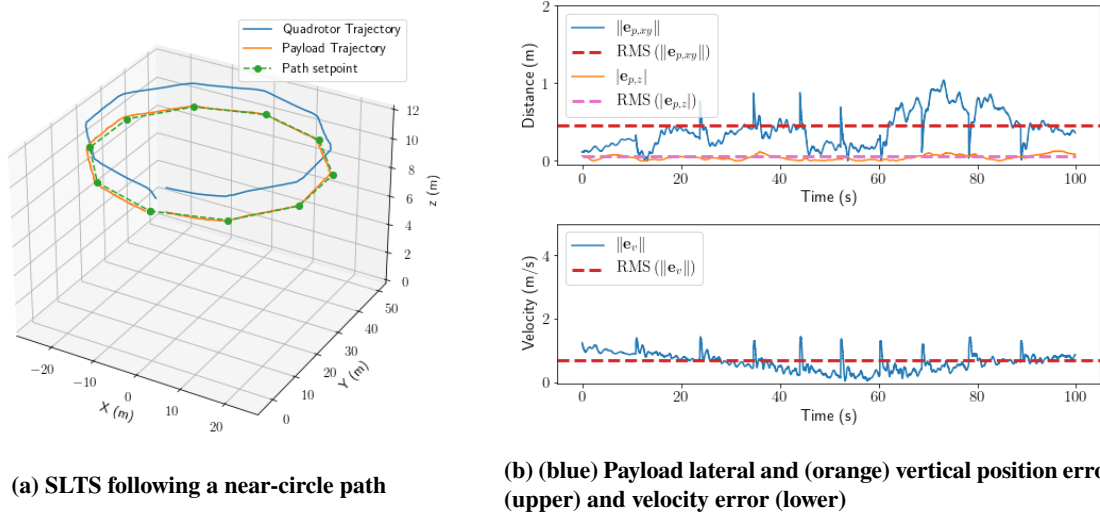 Quadrotor Trajectory
Payload Trajectory
Path setpoint
12
10
8
6
4
2
0
z (m)
50
40
30
20
10
0
Y (m)
−20
−10
0
10
20
X (m)
(a) SLTS following a near-circle path
‖e_{p,xy}‖
RMS (‖e_{p,xy}‖)
|e_{p,z}|
RMS (|e_{p,z}|)
Distance (m)
2
1
0
0 20 40 60 80 100
Time (s)
‖e_v‖
RMS (‖e_v‖)
Velocity (m/s)
4
2
0
0 20 40 60 80 100
Time (s)
(b) (blue) Payload lateral and (orange) vertical position erro
(upper) and velocity error (lower)